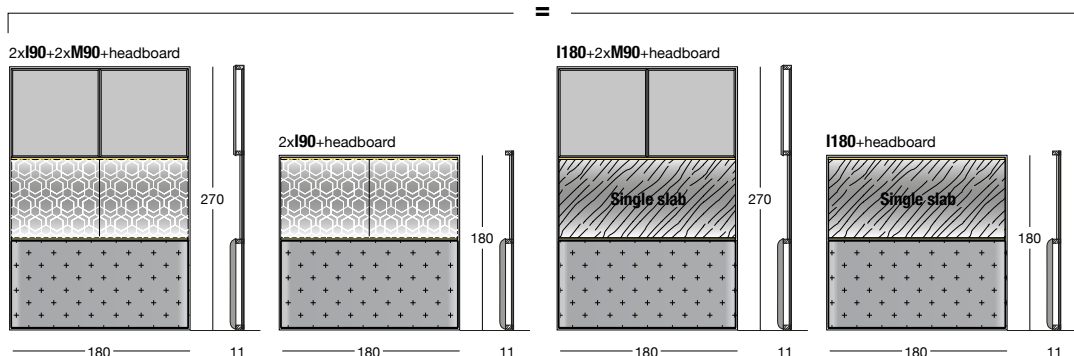 =
2xI90+2xM90+headboard
I180+2xM90+headboard
2xI90+headboard
I180+headboard
270
180
Single slab
270
Single slab
180
180
11
180
11
180
11
180
11